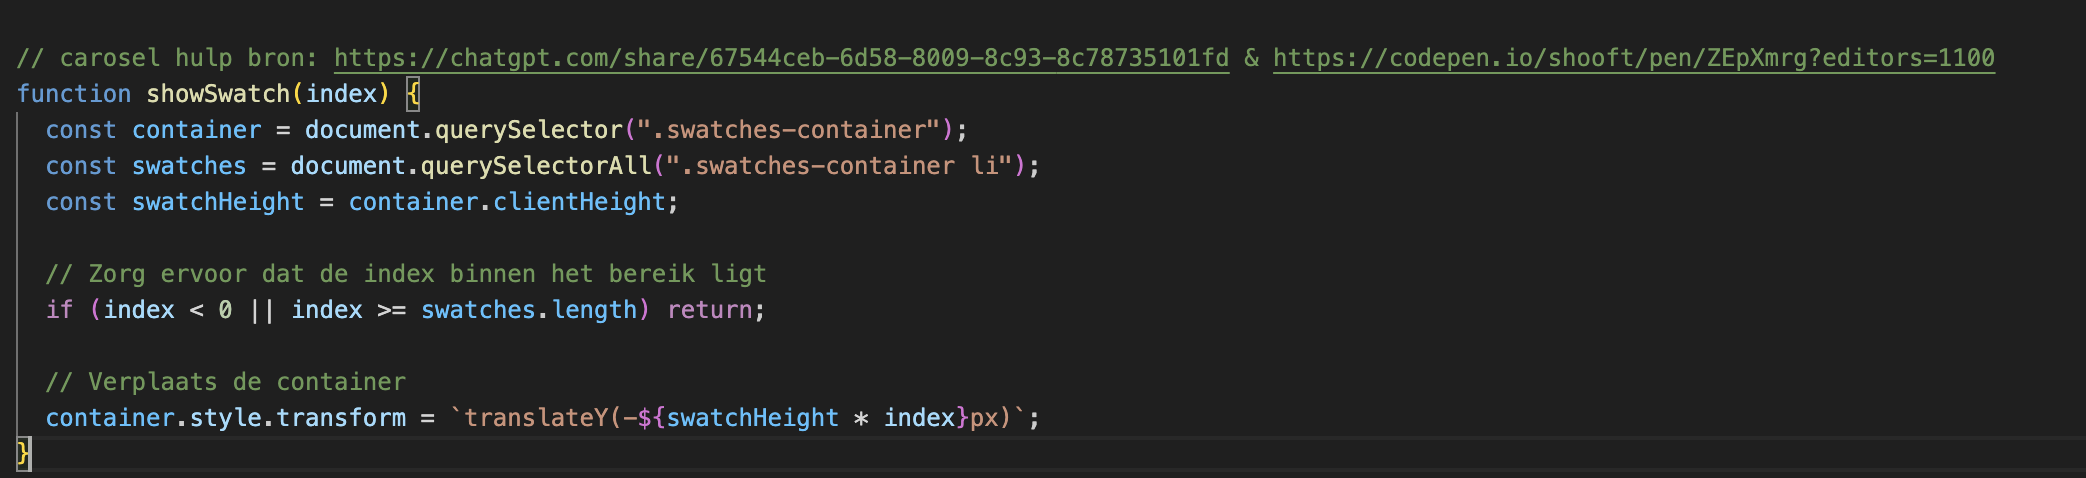 // carosel hulp bron: https://chatgpt.com/share/67544ceb-6d58-8009-8c93-8c78735101fd & https://codepen.io/shooft/pen/ZEpXmrg?editors=1100
function showSwatch(index) {
  const container = document.querySelector(".swatches-container");
  const swatches = document.querySelectorAll(".swatches-container li");
  const swatchHeight = container.clientHeight;

  // Zorg ervoor dat de index binnen het bereik ligt
  if (index < 0 || index >= swatches.length) return;

  // Verplaats de container
  container.style.transform = `translateY(-${swatchHeight * index}px)`;
}